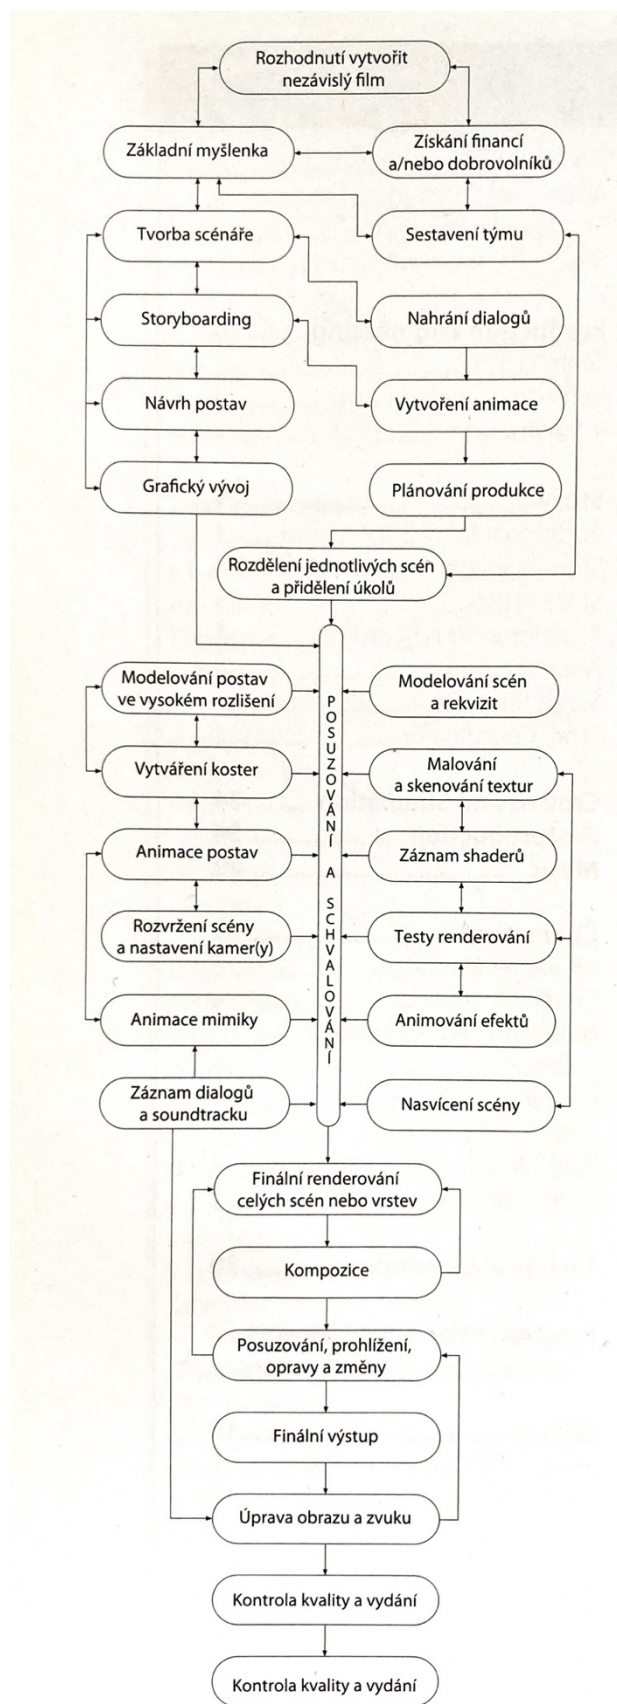 Rozhodnutí vytvořit
nezávislý film
Základní myšlenka
Získání financí
a/nebo dobrovolníků
Tvorba scénáře
Sestavení týmu
Storyboarding
Nahrání dialogů
Návrh postav
Vytvoření animace
Grafický vývoj
Plánování produkce
Rozdělení jednotlivých scén
a přidělení úkolů
POSUZOVÁNÍ A SCHVALOVÁNÍ
Modelování postav
ve vysokém rozlišení
Modelování scén
a rekvizit
Vytváření koster
Malování
a skenování textur
Animace postav
Záznam shaderů
Rozvržení scény
a nastavení kamer(y)
Testy renderování
Animace mimiky
Animování efektů
Záznam dialogů
a soundtracku
Nasvícení scény
Finální renderování
celých scén nebo vrstev
Kompozice
Posuzování, prohlížení,
opravy a změny
Finální výstup
Úprava obrazu a zvuku
Kontrola kvality a vydání
Kontrola kvality a vydání